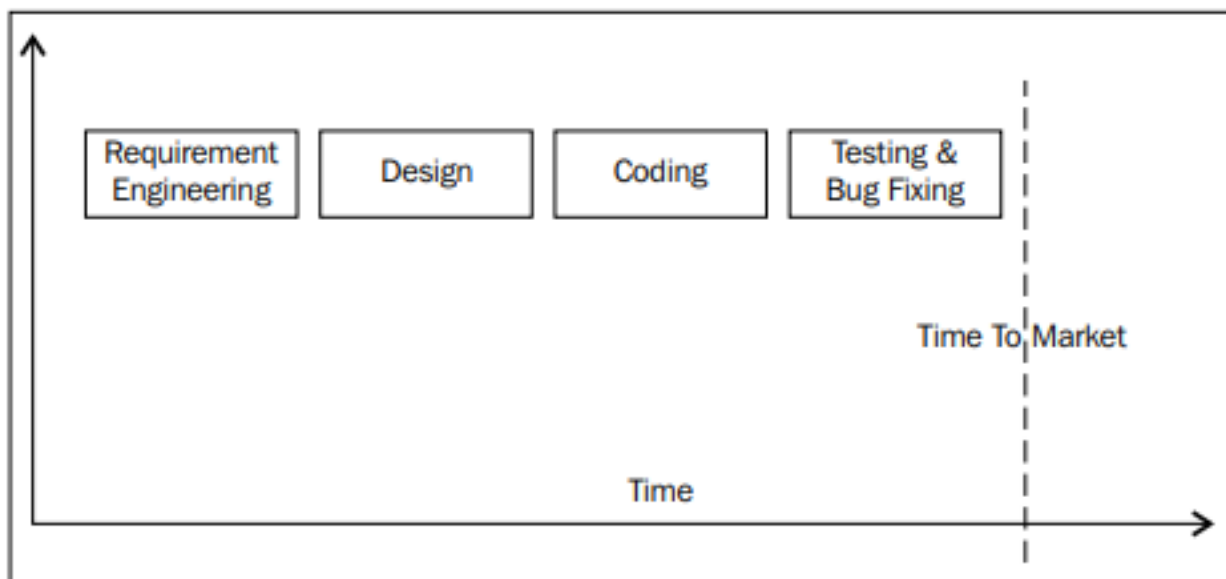 Requirement
Engineering
Design
Coding
Testing &
Bug Fixing
Time To Market
Time